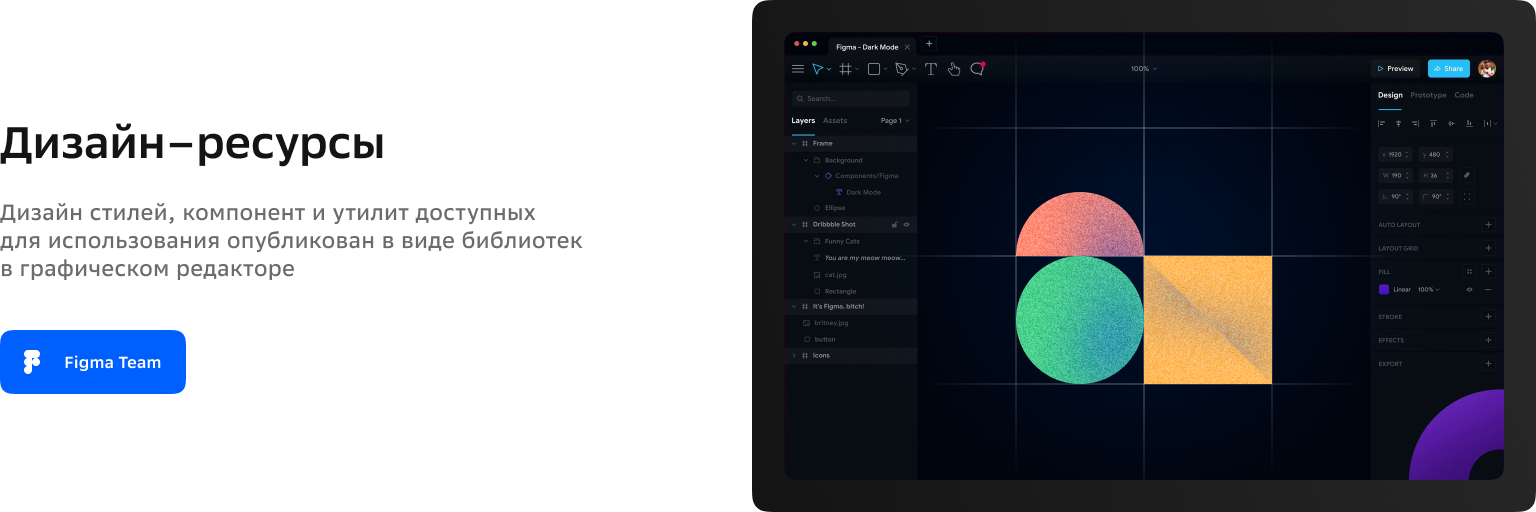 Дизайн–ресурсы
Дизайн стилей, компонент и утилит доступных
для использования опубликован в виде библиотек
в графическом редакторе
Figma Team
Figma - Dark Mode
100%
Preview
Share
Search...
Layers
Assets
Page 1
Frame
Background
Components/Figma
Dark Mode
Ellipse
Dribbble Shot
Funny Cats
You are my meow meow...
cat.jpg
Rectangle
It's Figma, bitch!
britney.jpg
button
Icons
Design
Prototype
Code
x 1920
y 480
W 190
H 36
90°
90°
AUTO LAYOUT
LAYOUT GRID
FILL
Linear
100%
STROKE
EFFECTS
EXPORT